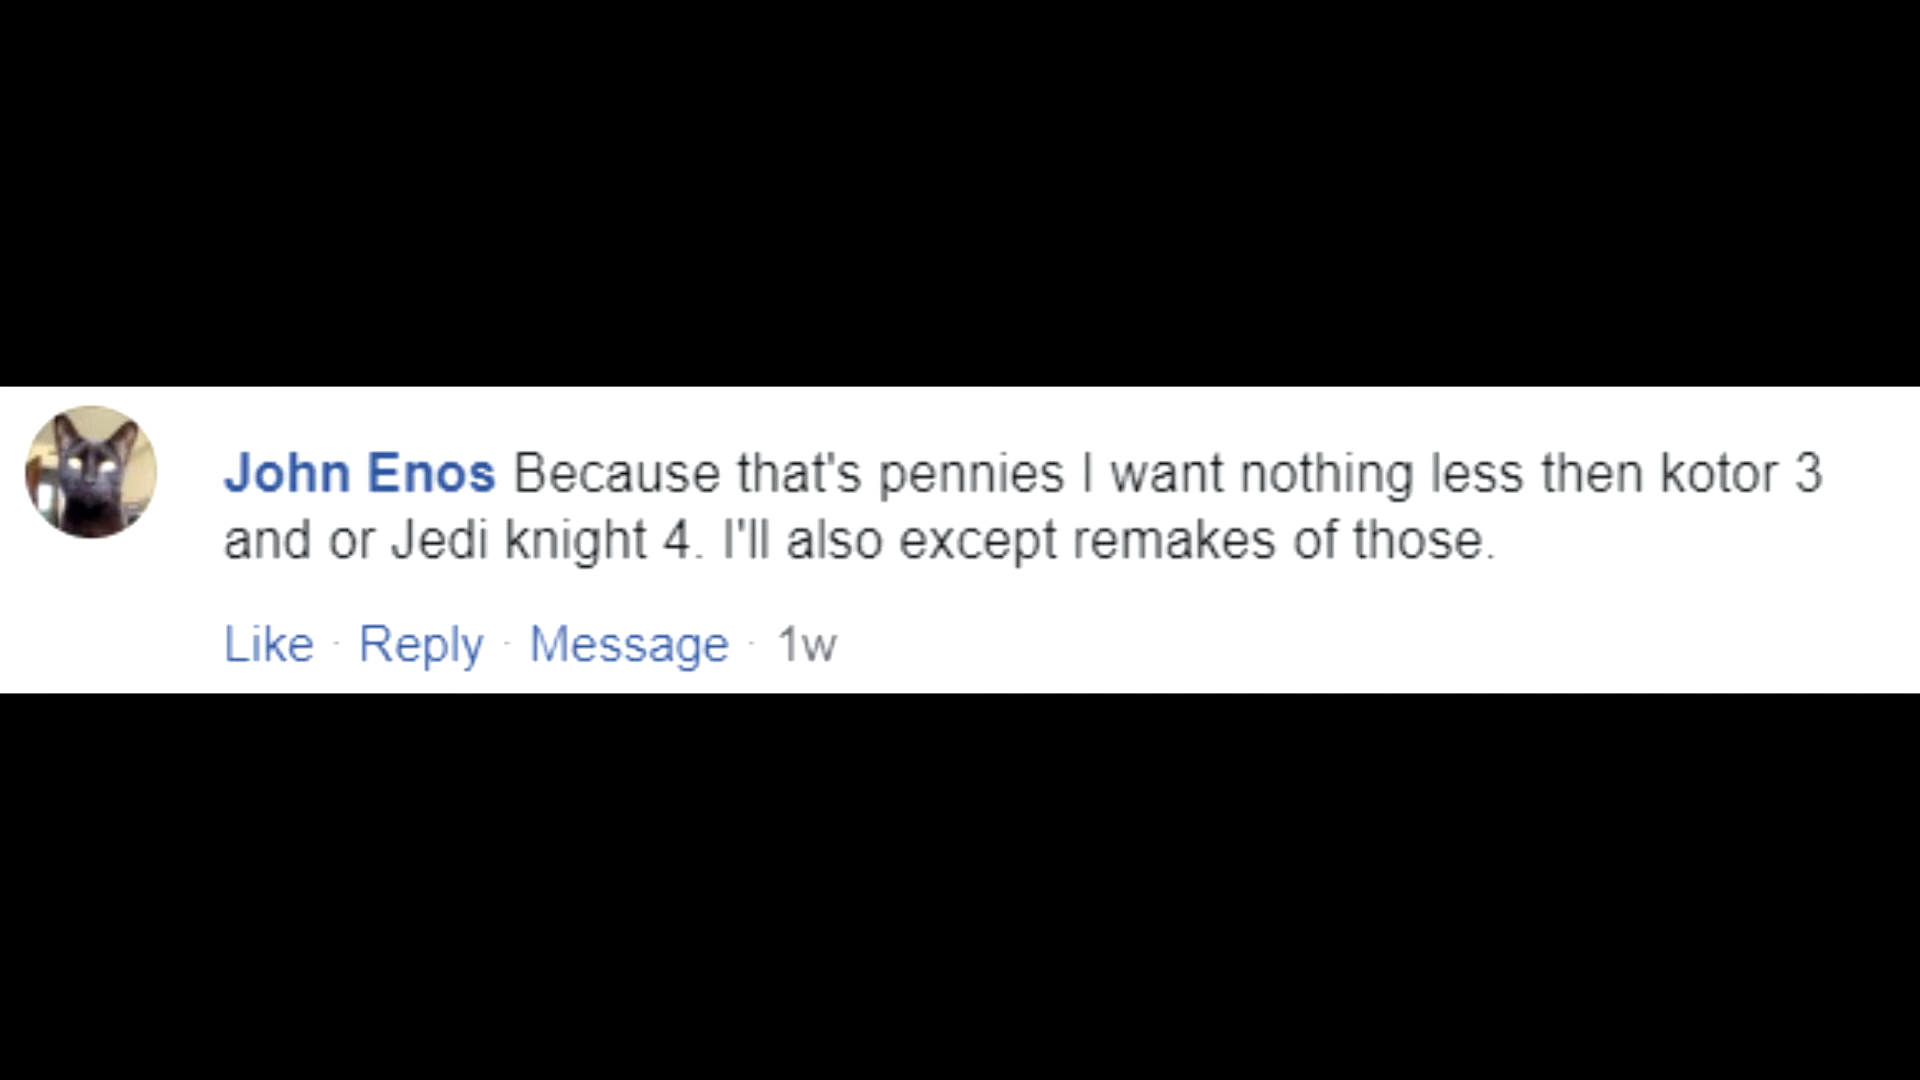 John Enos Because that's pennies I want nothing less then kotor 3
and or Jedi knight 4. I'll also except remakes of those.
Like · Reply · Message · 1w